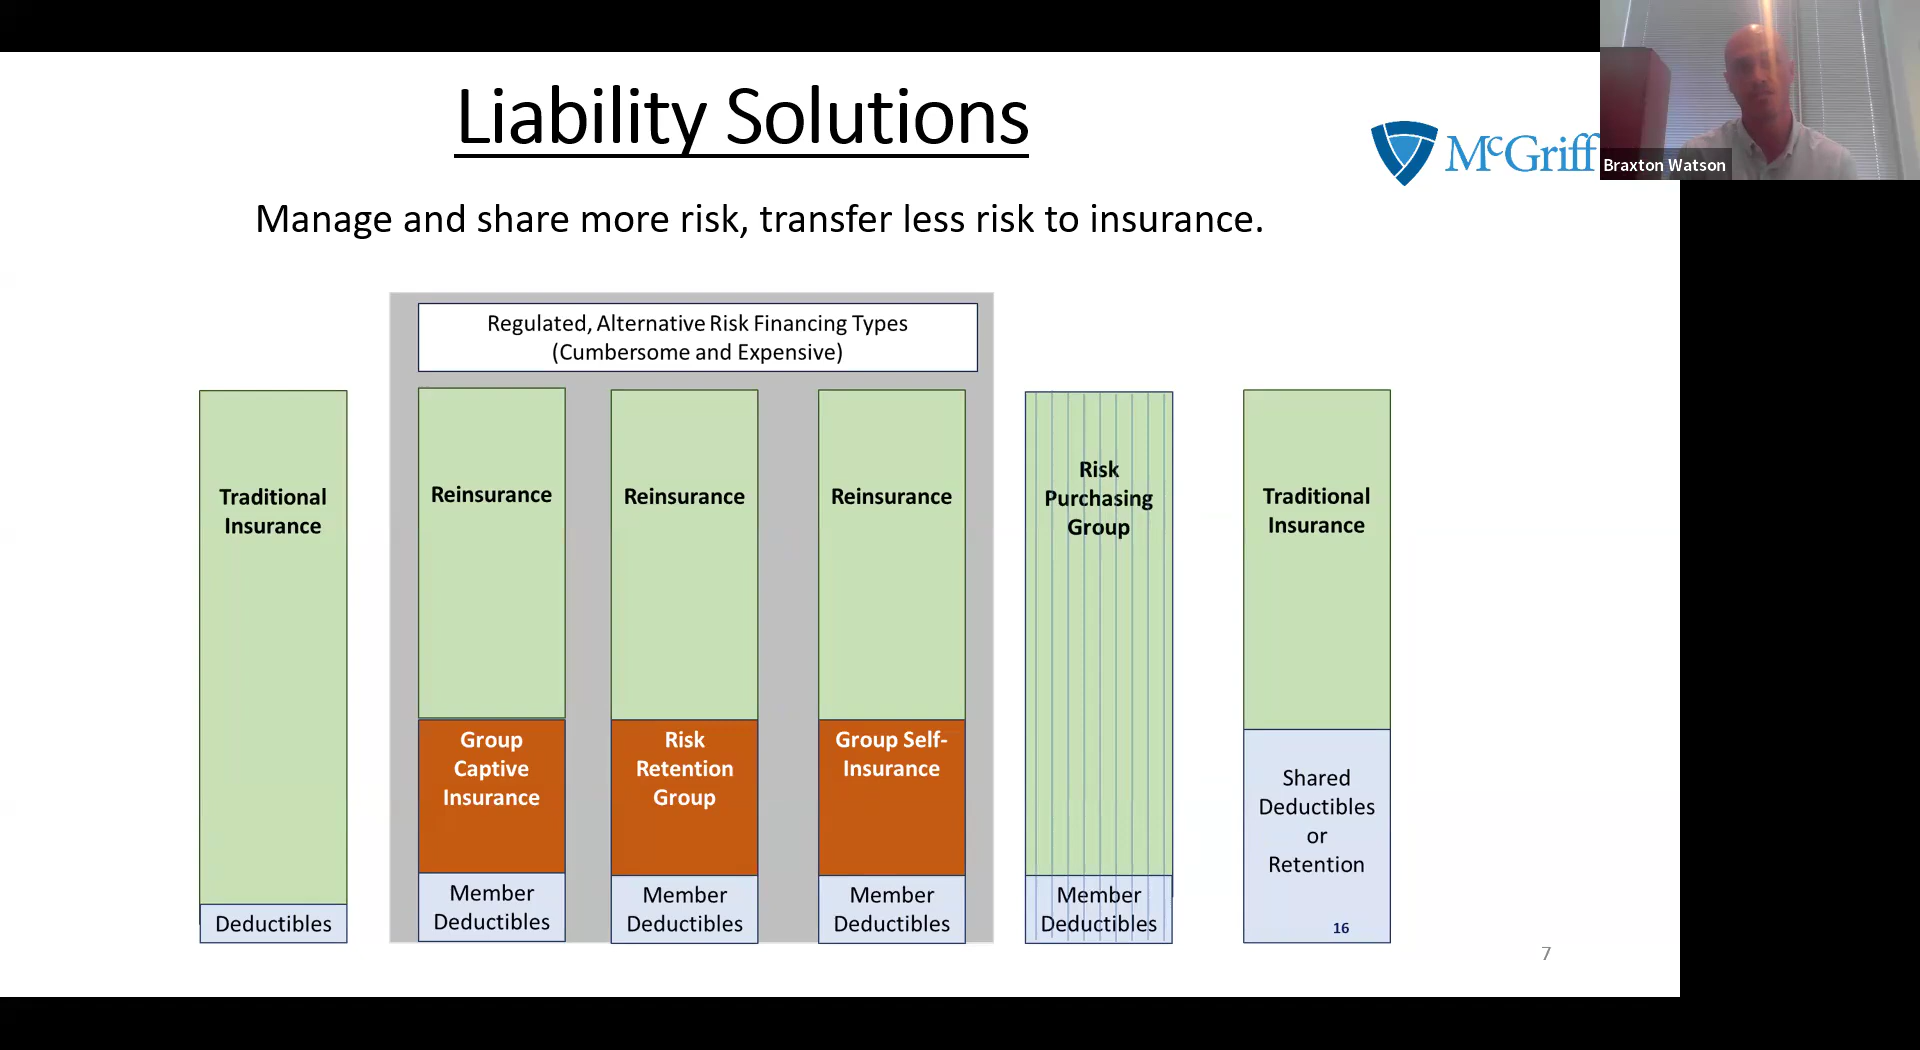 Liability Solutions
McGriff
Braxton Watson
Manage and share more risk, transfer less risk to insurance.
Regulated, Alternative Risk Financing Types
(Cumbersome and Expensive)
Traditional
Insurance
Deductibles
Reinsurance
Group
Captive
Insurance
Member
Deductibles
Reinsurance
Risk
Retention
Group
Member
Deductibles
Reinsurance
Group Self-
Insurance
Member
Deductibles
Risk
Purchasing
Group
Member
Deductibles
Traditional
Insurance
Shared
Deductibles
or
Retention
16
7